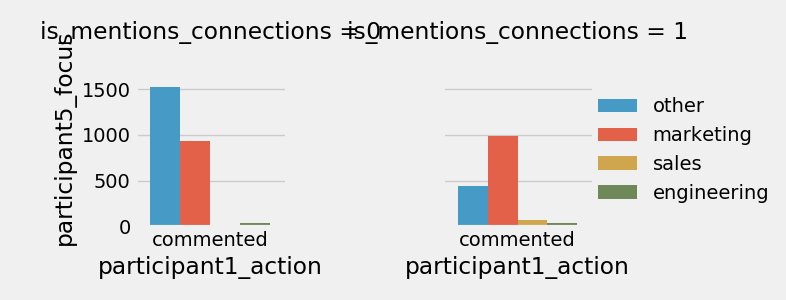 is_mentions_connections = 0
is_mentions_connections = 1
participant5_focus
1500
1000
500
0
commented
commented
participant1_action
participant1_action
other
marketing
sales
engineering